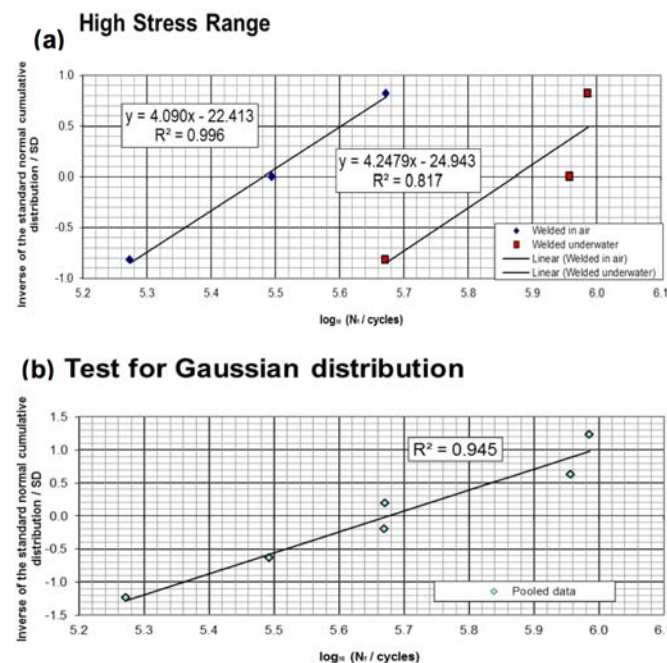 (a) High Stress Range
Inverse of the standard normal cumulative
distribution / SD
1.0
0.5
0.0
-0.5
-1.0
y = 4.090x - 22.413
R² = 0.996
y = 4.2479x - 24.943
R² = 0.817
Welded in air
Welded underwater
Linear (Welded in air)
Linear (Welded underwater)
5.2 5.3 5.4 5.5 5.6 5.7 5.8 5.9 6.0 6.1
log₁₀ (Nf / cycles)
(b) Test for Gaussian distribution
Inverse of the standard normal cumulative
distribution / SD
1.5
1.0
0.5
0.0
-0.5
-1.0
-1.5
R² = 0.945
Pooled data
5.2 5.3 5.4 5.5 5.6 5.7 5.8 5.9 6.0 6.
log₁₀ (Nf / cycles)